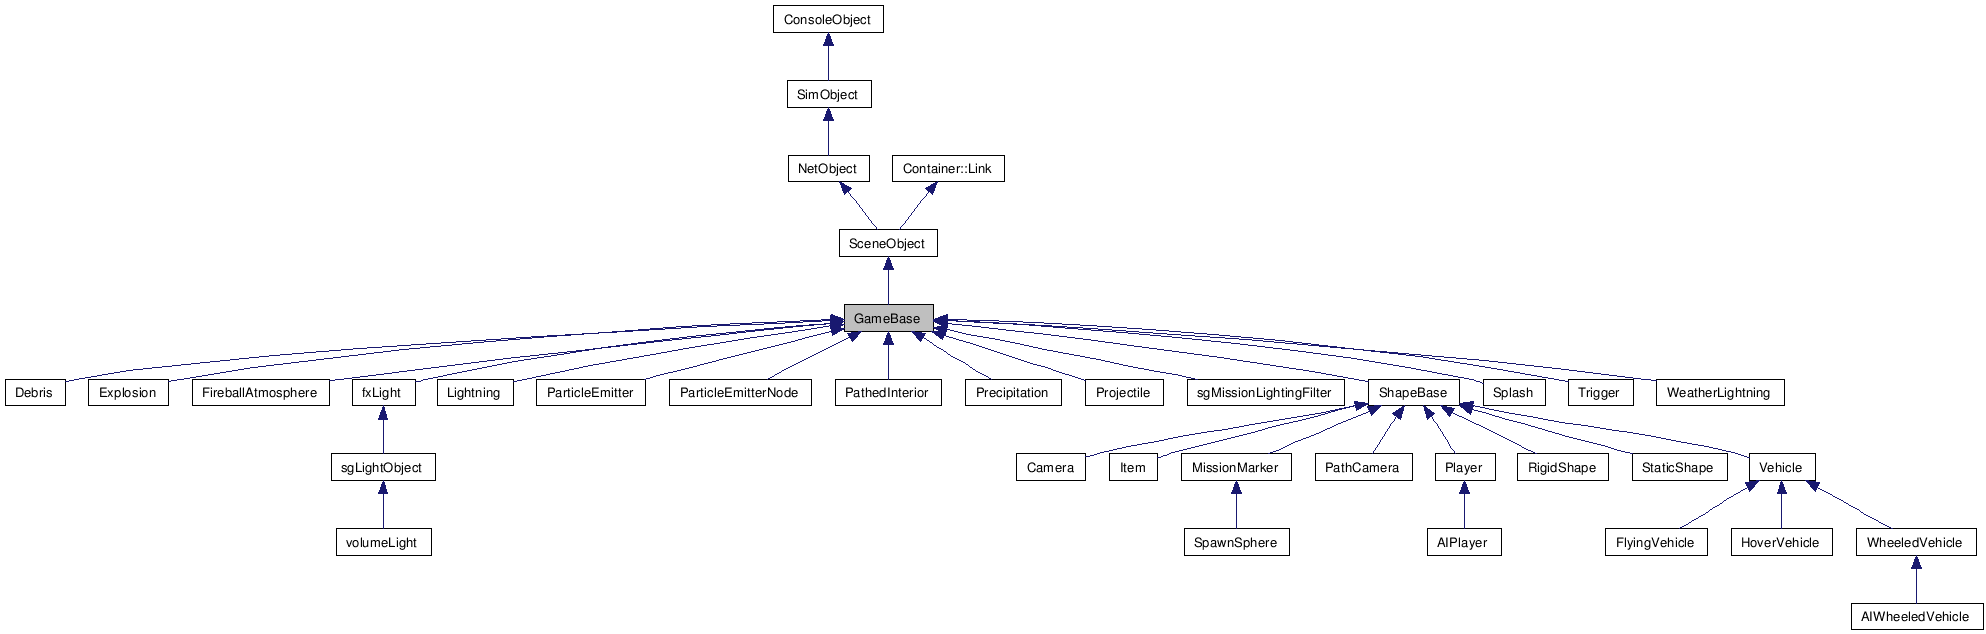 ConsoleObject
SimObject
NetObject
Container::Link
SceneObject
GameBase
Debris
Explosion
FireballAtmosphere
fxLight
Lightning
ParticleEmitter
ParticleEmitterNode
PathedInterior
Precipitation
Projectile
sgMissionLightingFilter
ShapeBase
Splash
Trigger
WeatherLightning
sgLightObject
Camera
Item
MissionMarker
PathCamera
Player
RigidShape
StaticShape
Vehicle
volumeLight
SpawnSphere
AIPlayer
FlyingVehicle
HoverVehicle
WheeledVehicle
AIWheeledVehicle